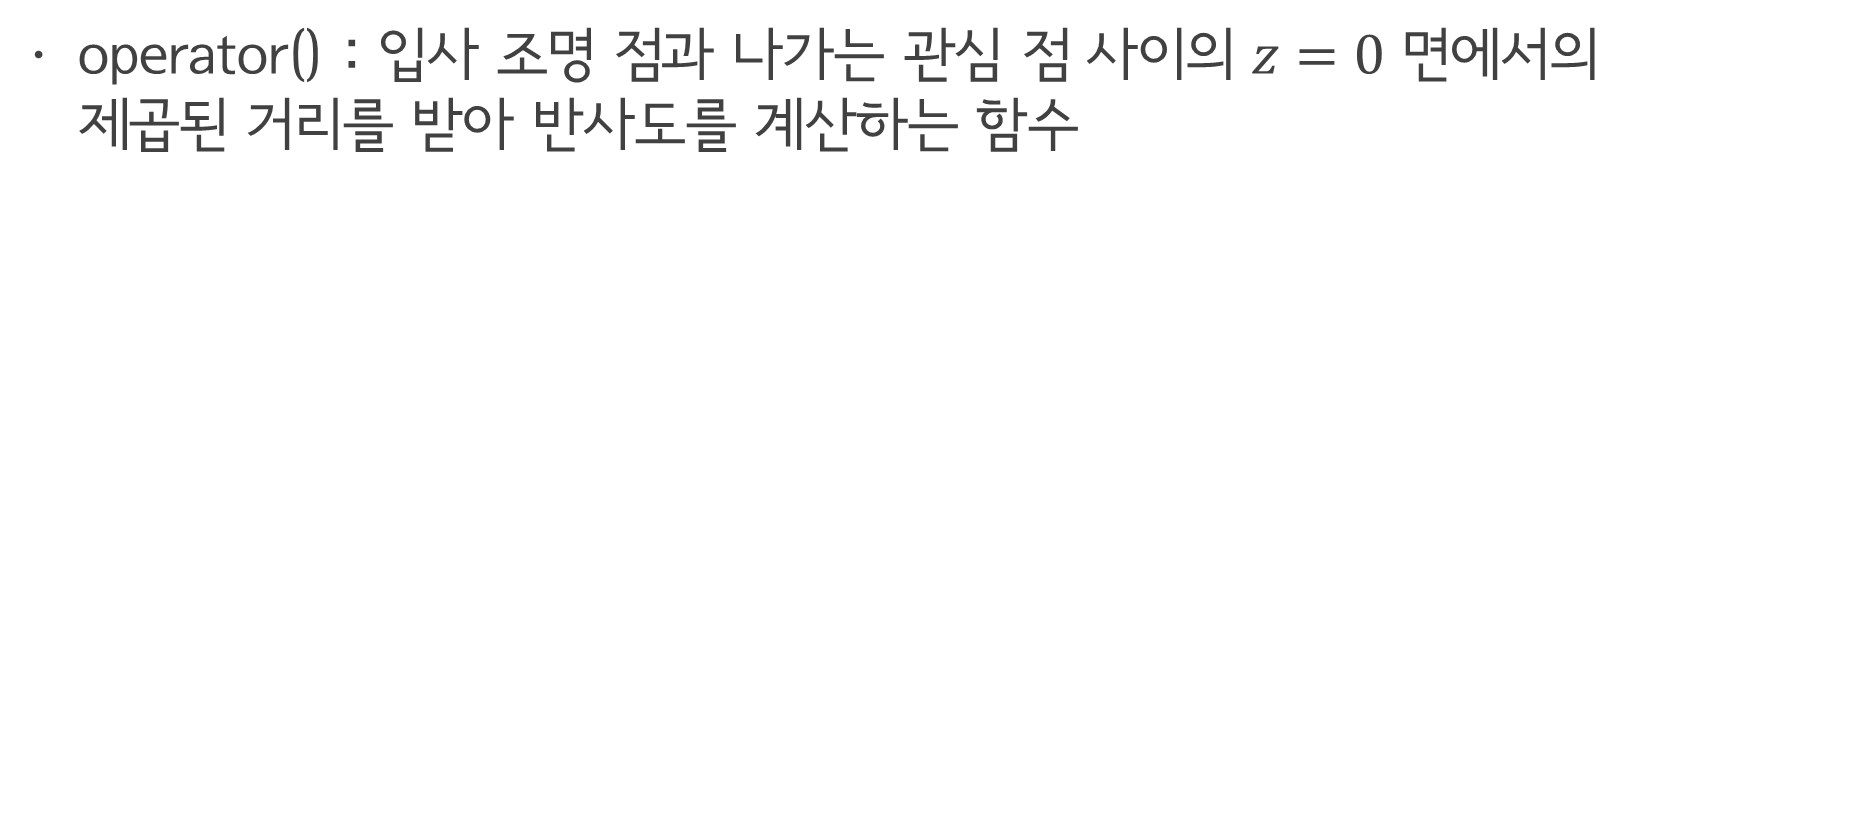 • operator() : 입사 조명 점과 나가는 관심 점 사이의 z = 0 면에서의
제곱된 거리를 받아 반사도를 계산하는 함수